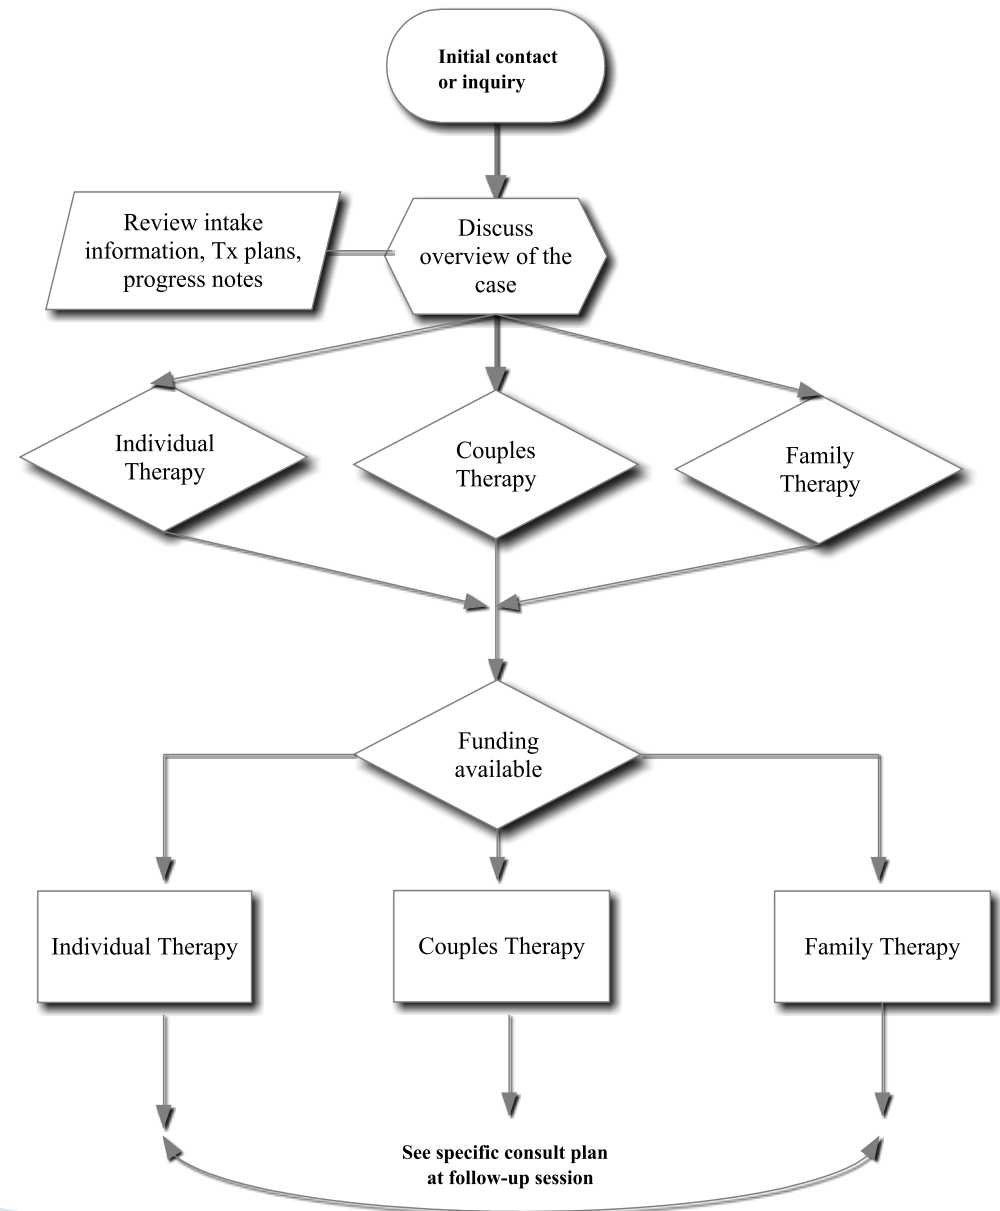 Initial contact
or inquiry
Review intake
information, Tx plans,
progress notes
Discuss
overview of the
case
Individual
Therapy
Couples
Therapy
Family
Therapy
Funding
available
Individual Therapy
Couples Therapy
Family Therapy
See specific consult plan
at follow-up session